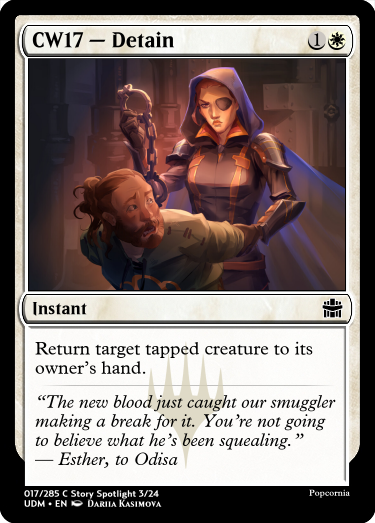 CW17 — Detain 1
Instant
Return target tapped creature to its
owner's hand.
“The new blood just caught our smuggler
making a break for it. You're not going
to believe what he's been squealing.”
— Esther, to Odisa
017/285 C Story Spotlight 3/24 Popcornia
UDM • EN Dariia Kasimova